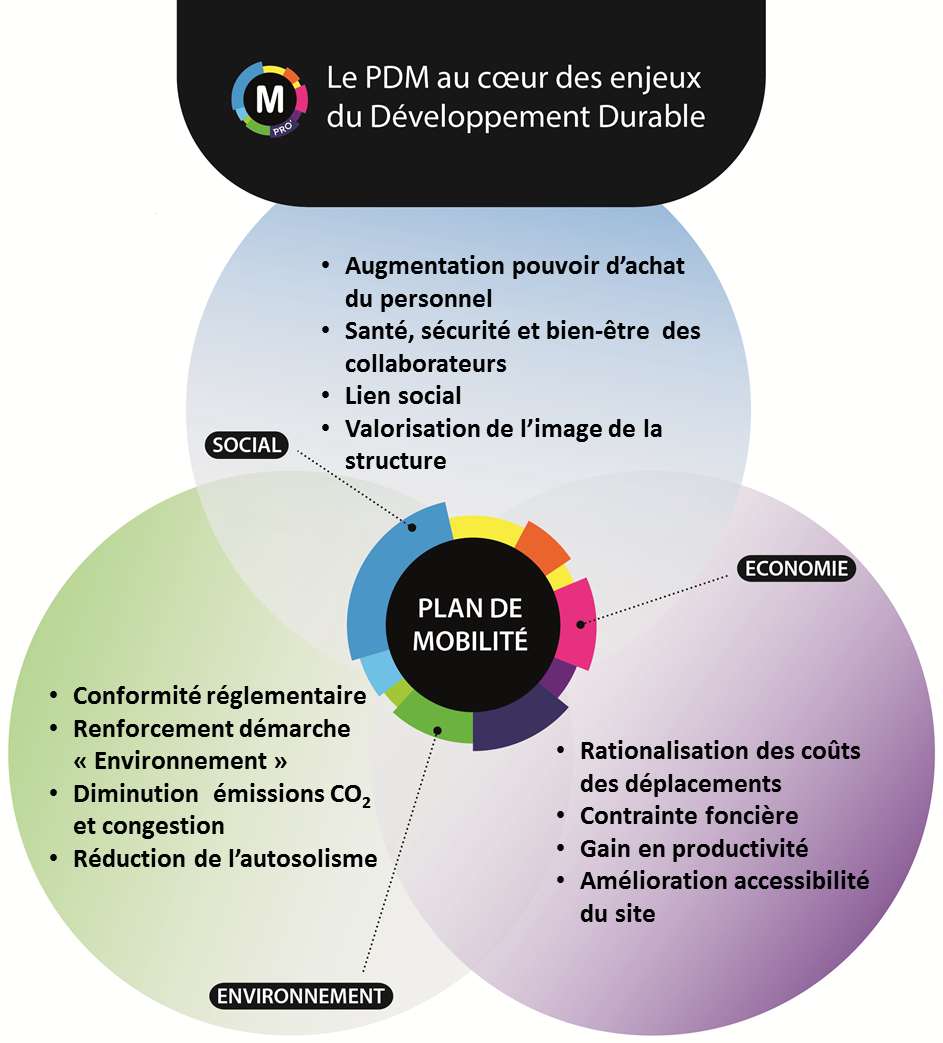 M
PRO'
Le PDM au cœur des enjeux
du Développement Durable
• Augmentation pouvoir d’achat
du personnel
• Santé, sécurité et bien-être des
collaborateurs
• Lien social
• Valorisation de l’image de la
structure
SOCIAL
ECONOMIE
PLAN DE
MOBILITÉ
• Conformité réglementaire
• Renforcement démarche
« Environnement »
• Diminution émissions CO₂
et congestion
• Réduction de l’autosolisme
• Rationalisation des coûts
des déplacements
• Contrainte foncière
• Gain en productivité
• Amélioration accessibilité
du site
ENVIRONNEMENT